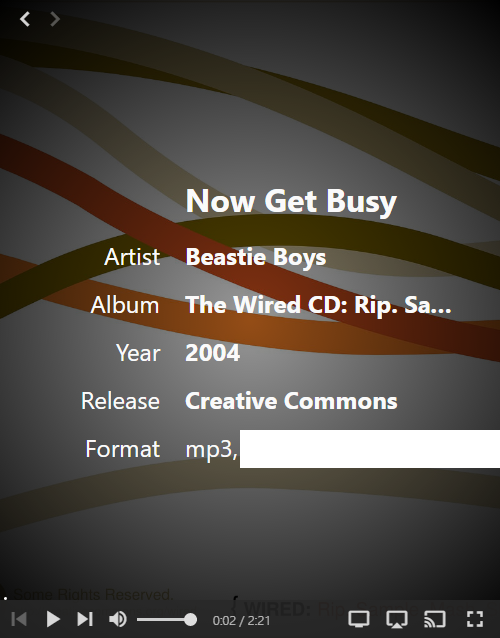 Now Get Busy
Artist Beastie Boys
Album The Wired CD: Rip. Sa...
Year 2004
Release Creative Commons
Format mp3,
Some Rights Reserved.
{ WIRED: Rip.
0:02 / 2:21